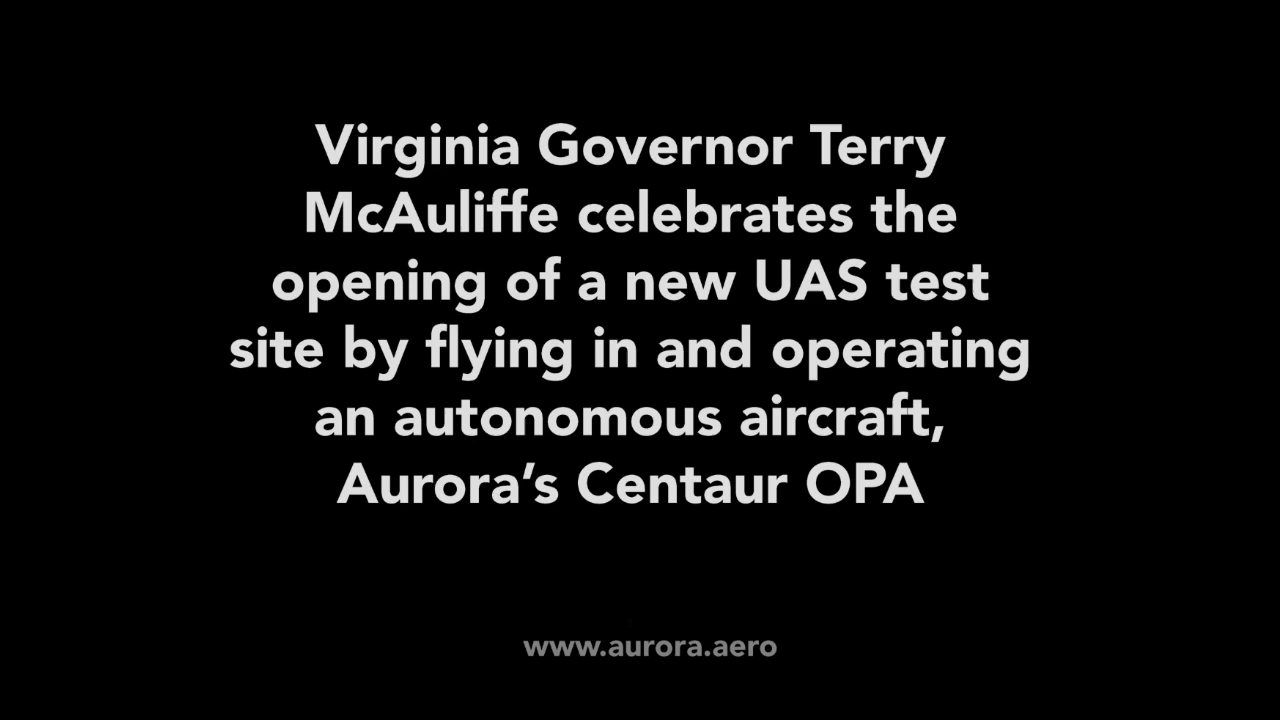 Virginia Governor Terry
McAuliffe celebrates the
opening of a new UAS test
site by flying in and operating
an autonomous aircraft,
Aurora’s Centaur OPA
www.aurora.aero